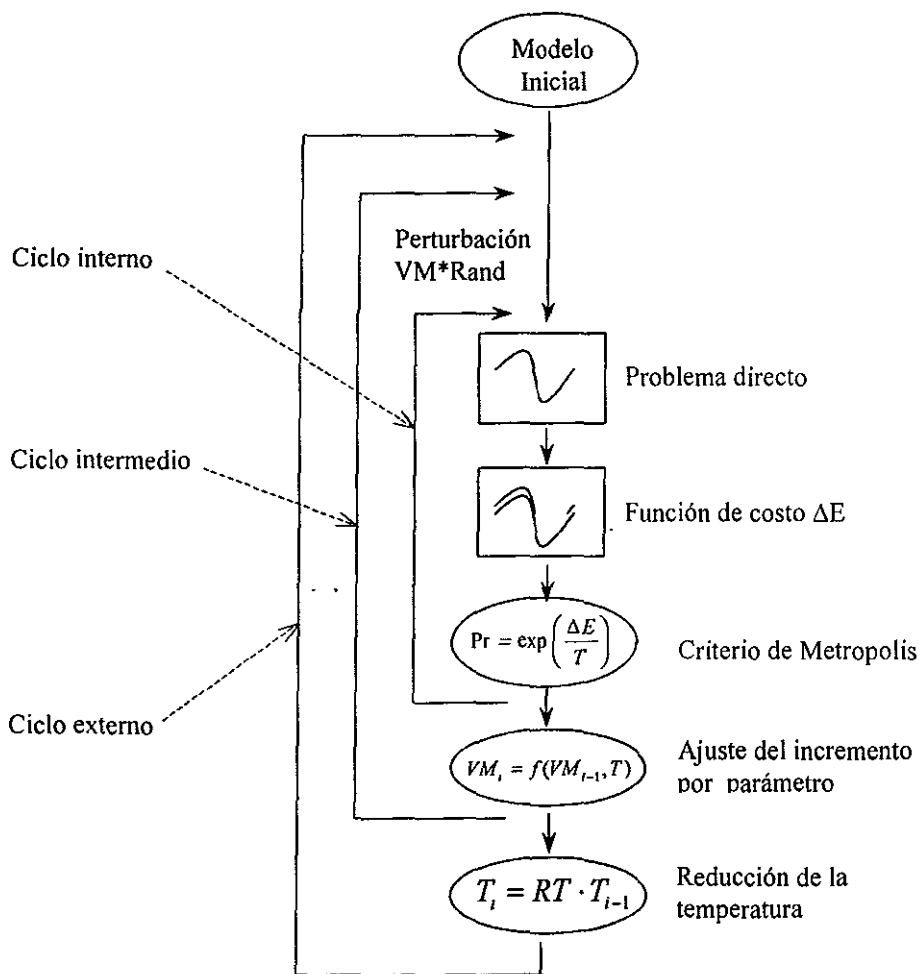 Modelo
Inicial
Perturbación
VM*Rand
Ciclo interno
Problema directo
Ciclo intermedio
Función de costo ΔE
Pr = exp(ΔE/T)
Criterio de Metropolis
Ciclo externo
VM_i = f(VM_{i-1}, T)
Ajuste del incremento
por parámetro
T_i = RT · T_{i-1}
Reducción de la
temperatura